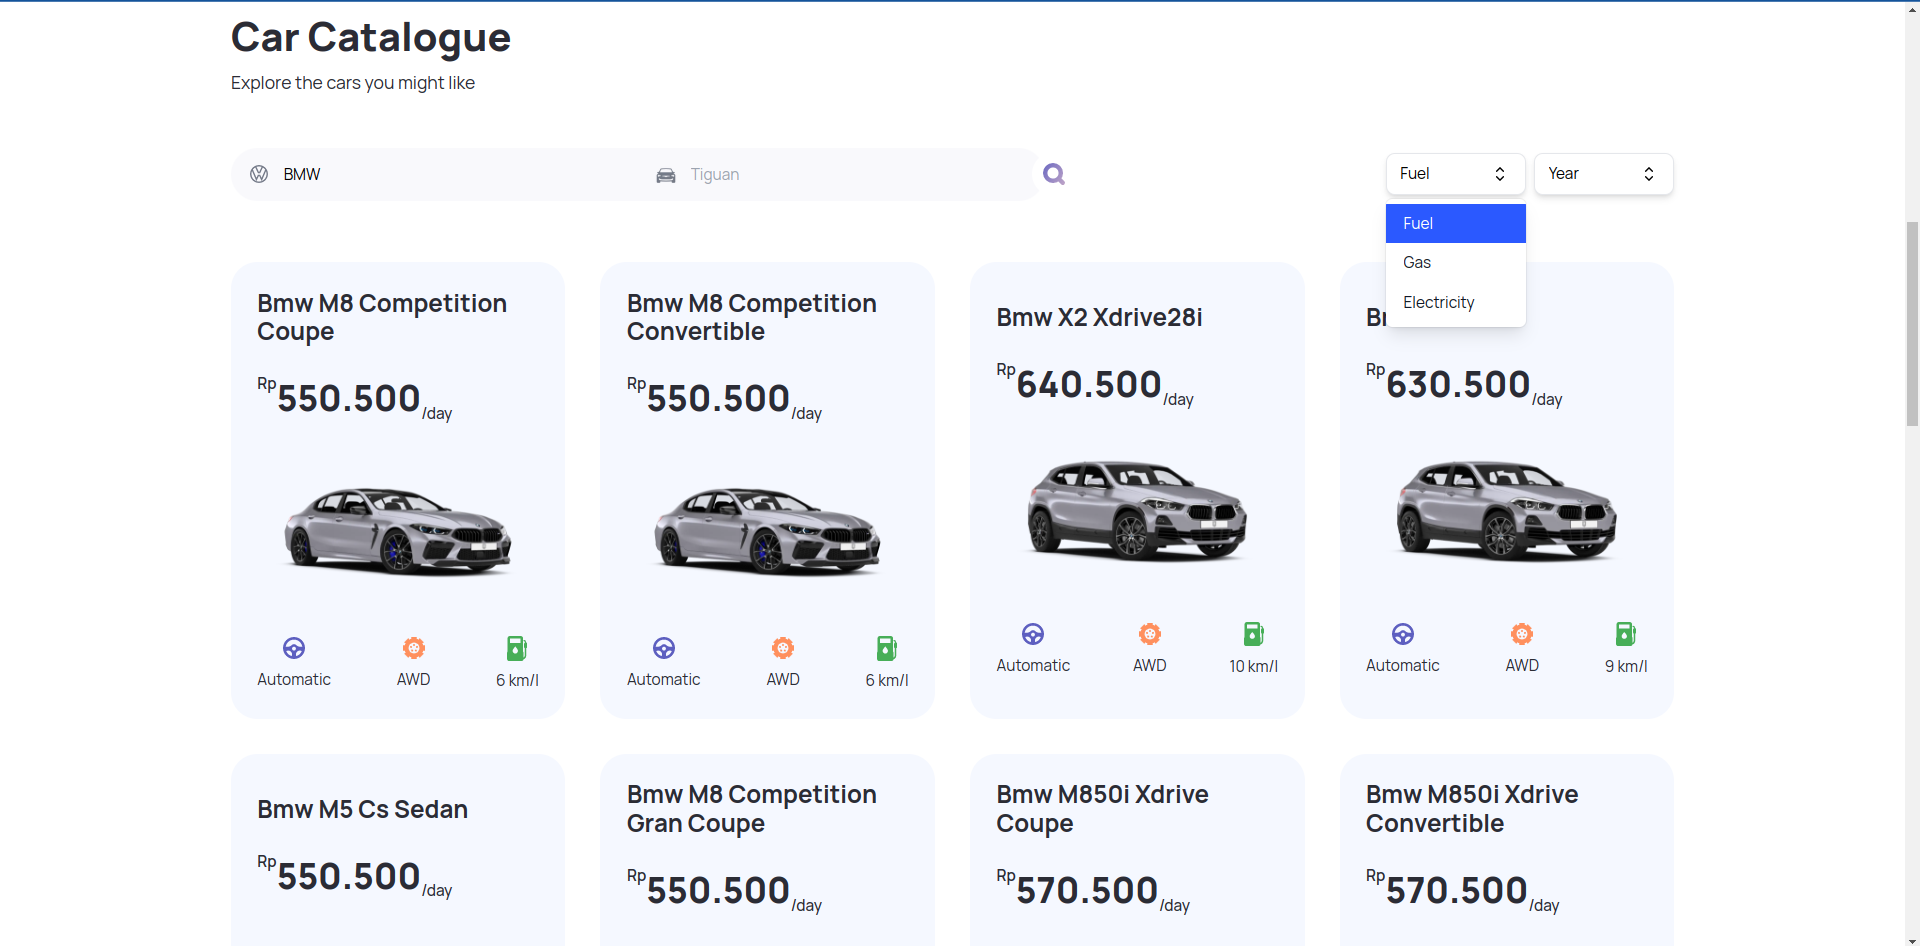 Car Catalogue
Explore the cars you might like
BMW
Tiguan
Fuel
Year
Fuel
Gas
Electricity
Bmw M8 Competition
Coupe
Rp550.500/day
Automatic
AWD
6 km/l
Bmw M8 Competition
Convertible
Rp550.500/day
Automatic
AWD
6 km/l
Bmw X2 Xdrive28i
Rp640.500/day
Automatic
AWD
10 km/l
Rp630.500/day
Automatic
AWD
9 km/l
Bmw M5 Cs Sedan
Rp550.500/day
Bmw M8 Competition
Gran Coupe
Rp550.500/day
Bmw M850i Xdrive
Coupe
Rp570.500/day
Bmw M850i Xdrive
Convertible
Rp570.500/day